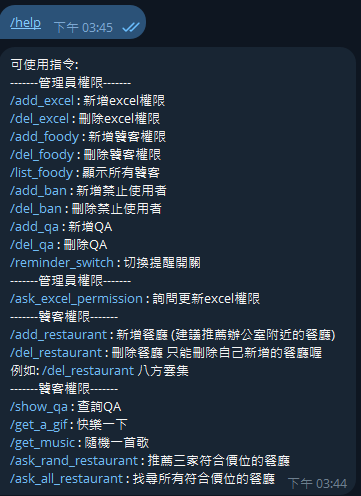 /help 下午 03:45
可使用指令:
-------管理員權限-------
/add_excel : 新增excel權限
/del_excel : 刪除excel權限
/add_foody : 新增饕客權限
/del_foody : 刪除饕客權限
/list_foody : 顯示所有饕客
/add_ban : 新增禁止使用者
/del_ban : 刪除禁止使用者
/add_qa : 新增QA
/del_qa : 刪除QA
/reminder_switch : 切換提醒開關
-------管理員權限-------
/ask_excel_permission : 詢問更新excel權限
-------饕客權限-------
/add_restaurant : 新增餐廳 (建議推薦辦公室附近的餐廳)
/del_restaurant : 刪除餐廳 只能刪除自己新增的餐廳喔
例如: /del_restaurant 八方雲集
-------饕客權限-------
/show_qa : 查詢QA
/get_a_gif : 快樂一下
/get_music : 隨機一首歌
/ask_rand_restaurant : 推薦三家符合價位的餐廳
/ask_all_restaurant : 找尋所有符合價位的餐廳 下午 03:44